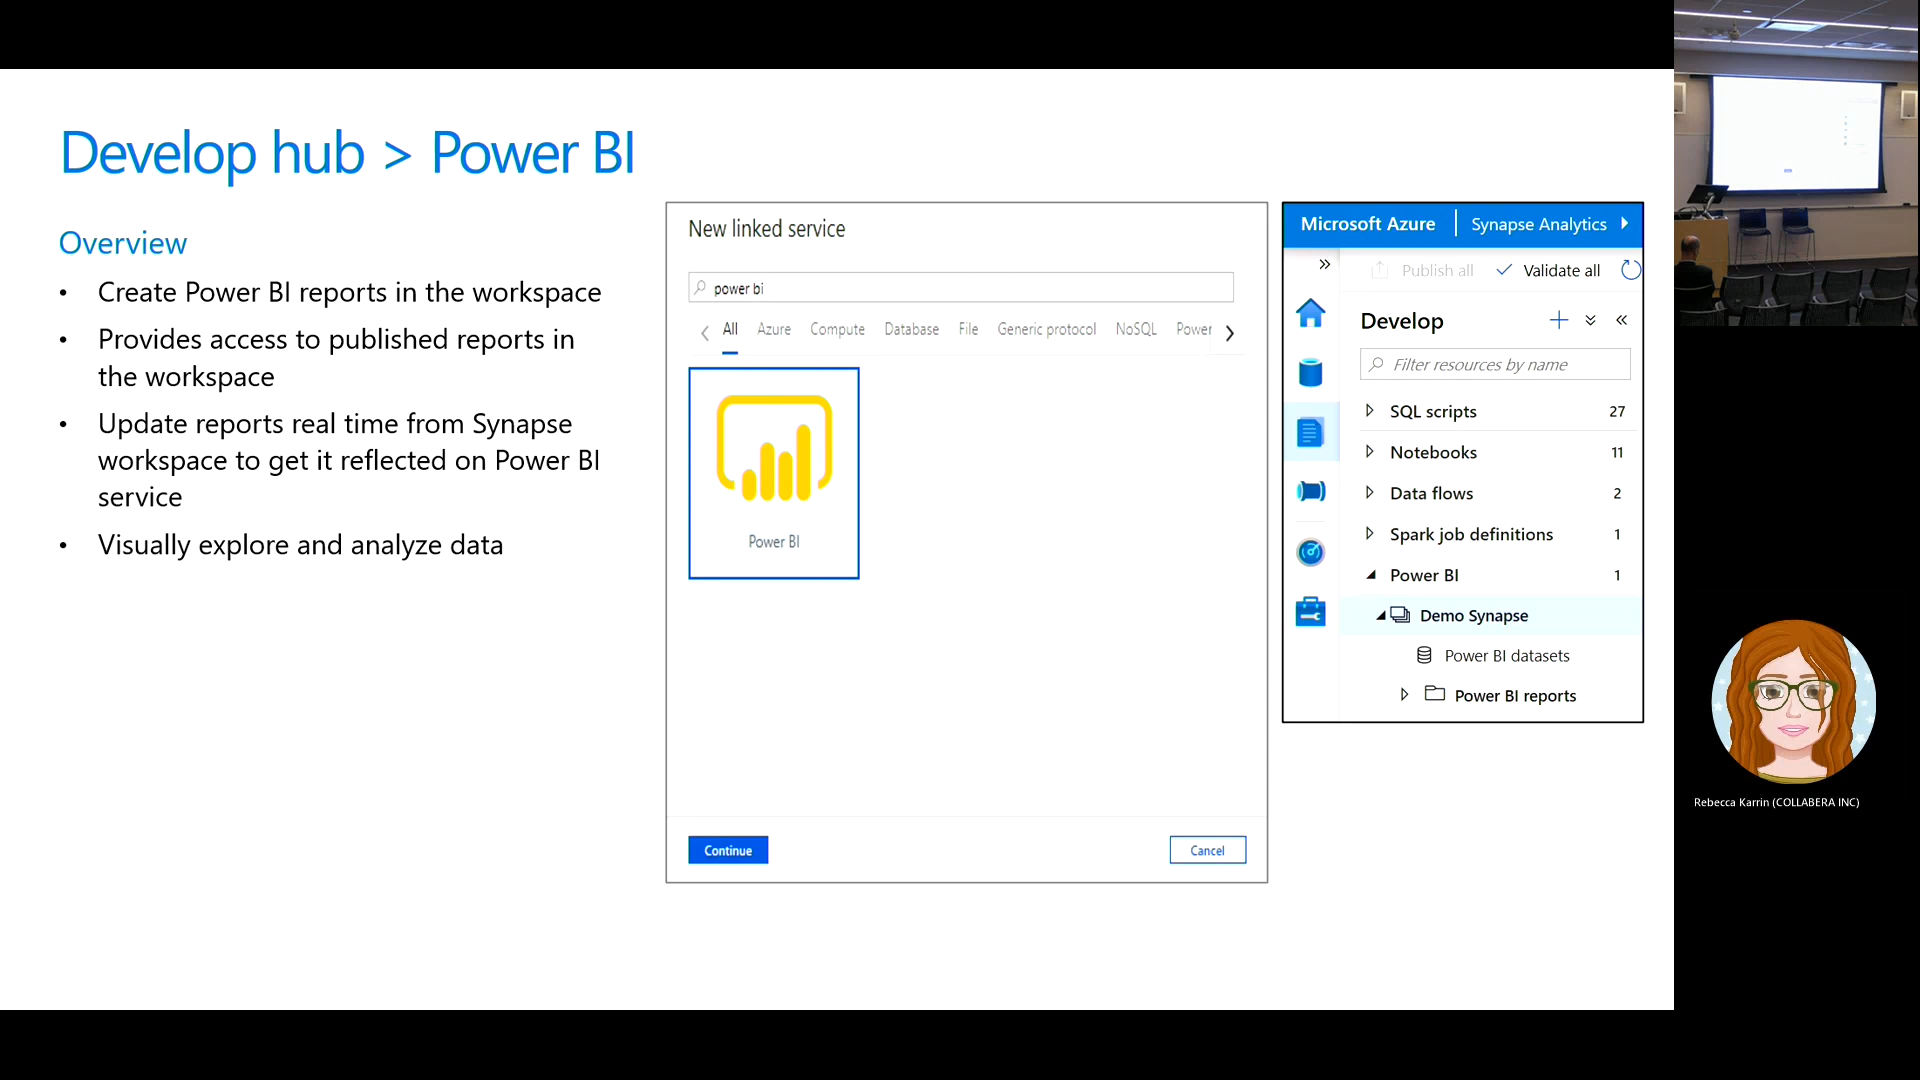 Develop hub > Power BI
Overview
• Create Power BI reports in the workspace
• Provides access to published reports in
the workspace
• Update reports real time from Synapse
workspace to get it reflected on Power BI
service
• Visually explore and analyze data
New linked service
power bi
All Azure Compute Database File Generic protocol NoSQL Power
Power BI
Continue Cancel
Microsoft Azure Synapse Analytics
Publish all Validate all
Develop
Filter resources by name
SQL scripts 27
Notebooks 11
Data flows 2
Spark job definitions 1
Power BI 1
Demo Synapse
Power BI datasets
Power BI reports
Rebecca Karrin (COLLABERA INC)